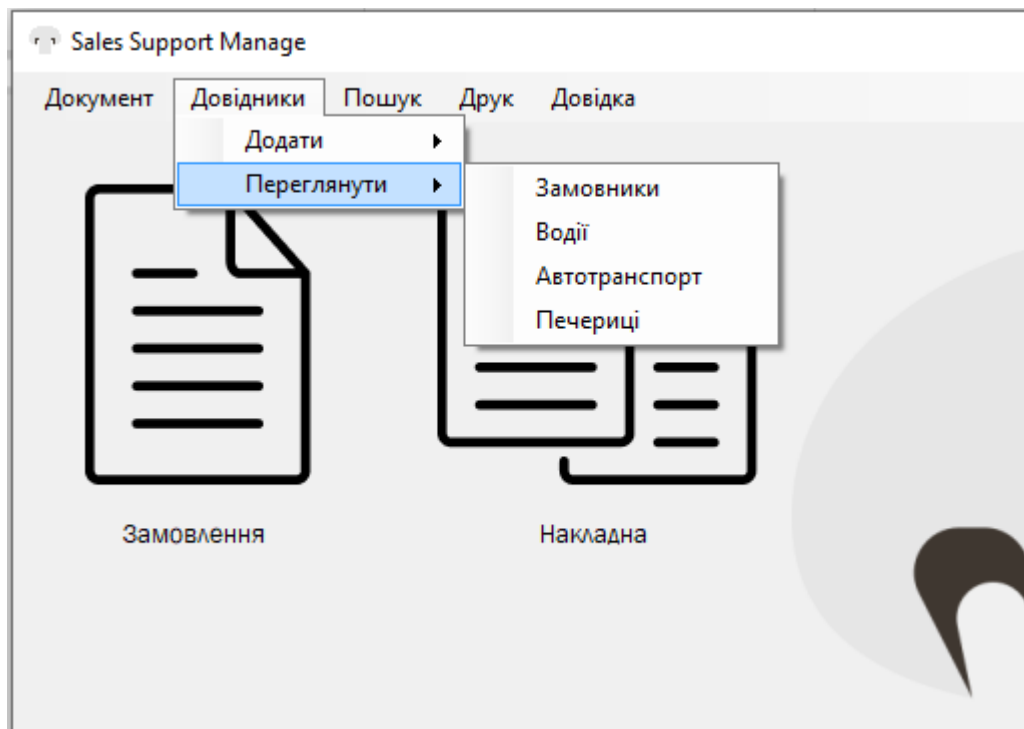 Sales Support Manage
Документ Довідники Пошук Друк Довідка
Додати
Переглянути
Замовники
Водії
Автотранспорт
Печериці
Замовлення
Накладна